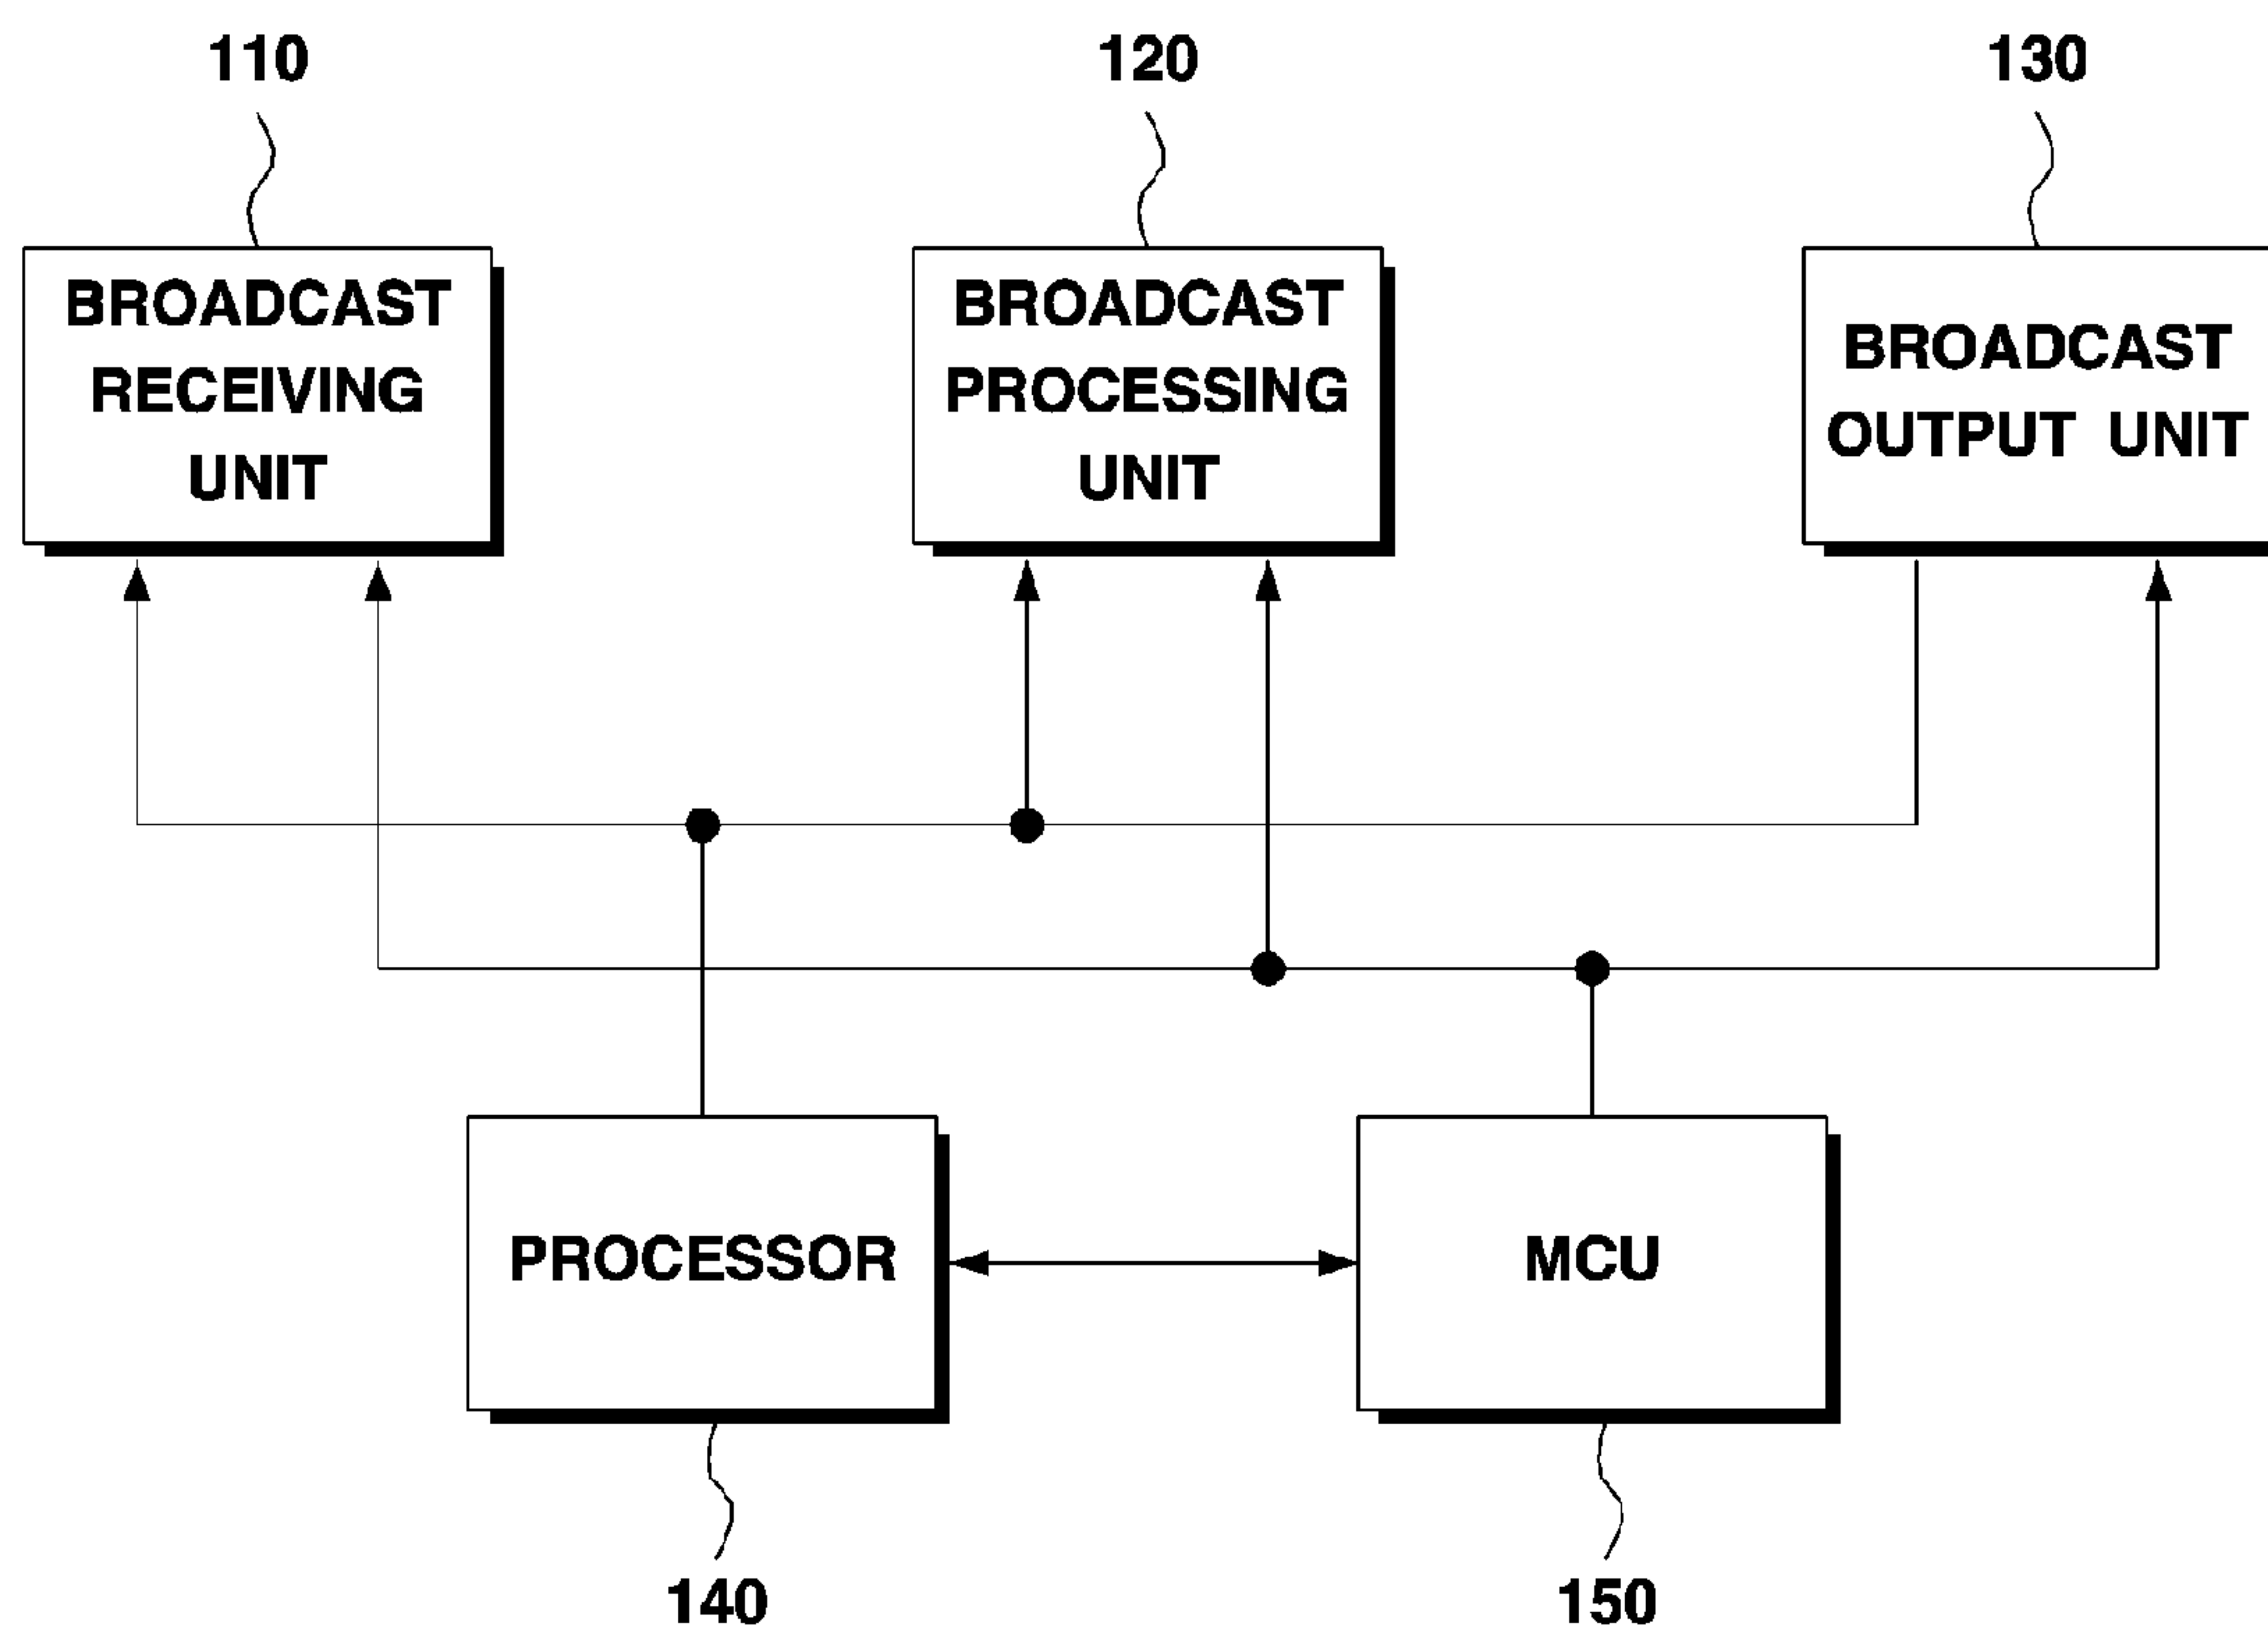 110
120
130
BROADCAST
RECEIVING
UNIT
BROADCAST
PROCESSING
UNIT
BROADCAST
OUTPUT UNIT
PROCESSOR
MCU
140
150